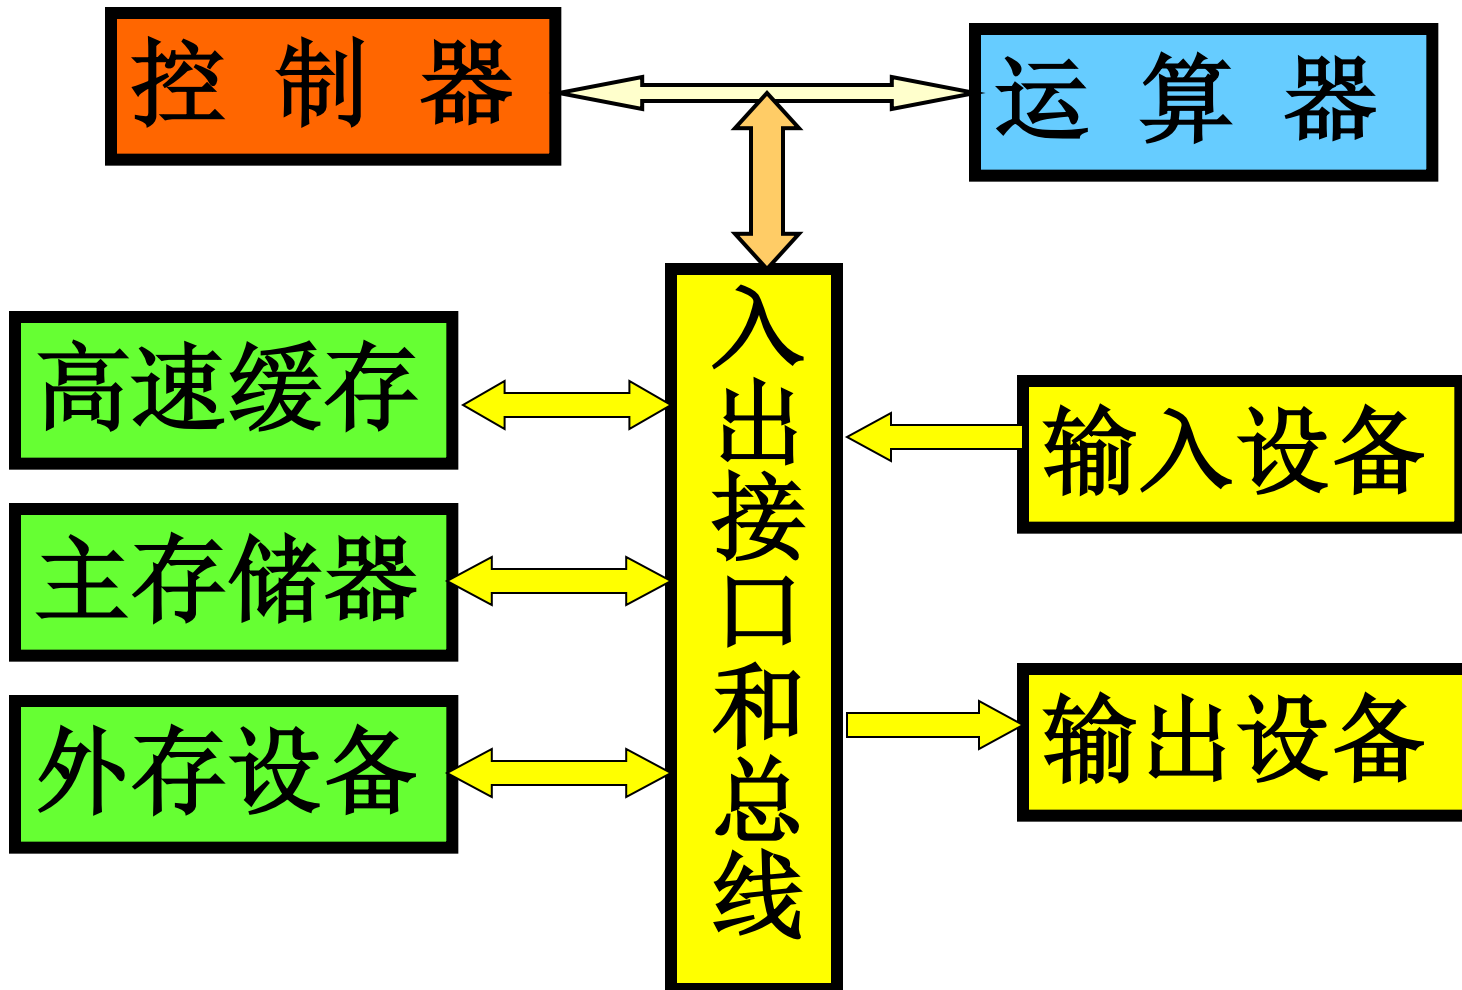 控 制 器
运 算 器
高速缓存
主存储器
外存设备
入出接口和总线
输入设备
输出设备